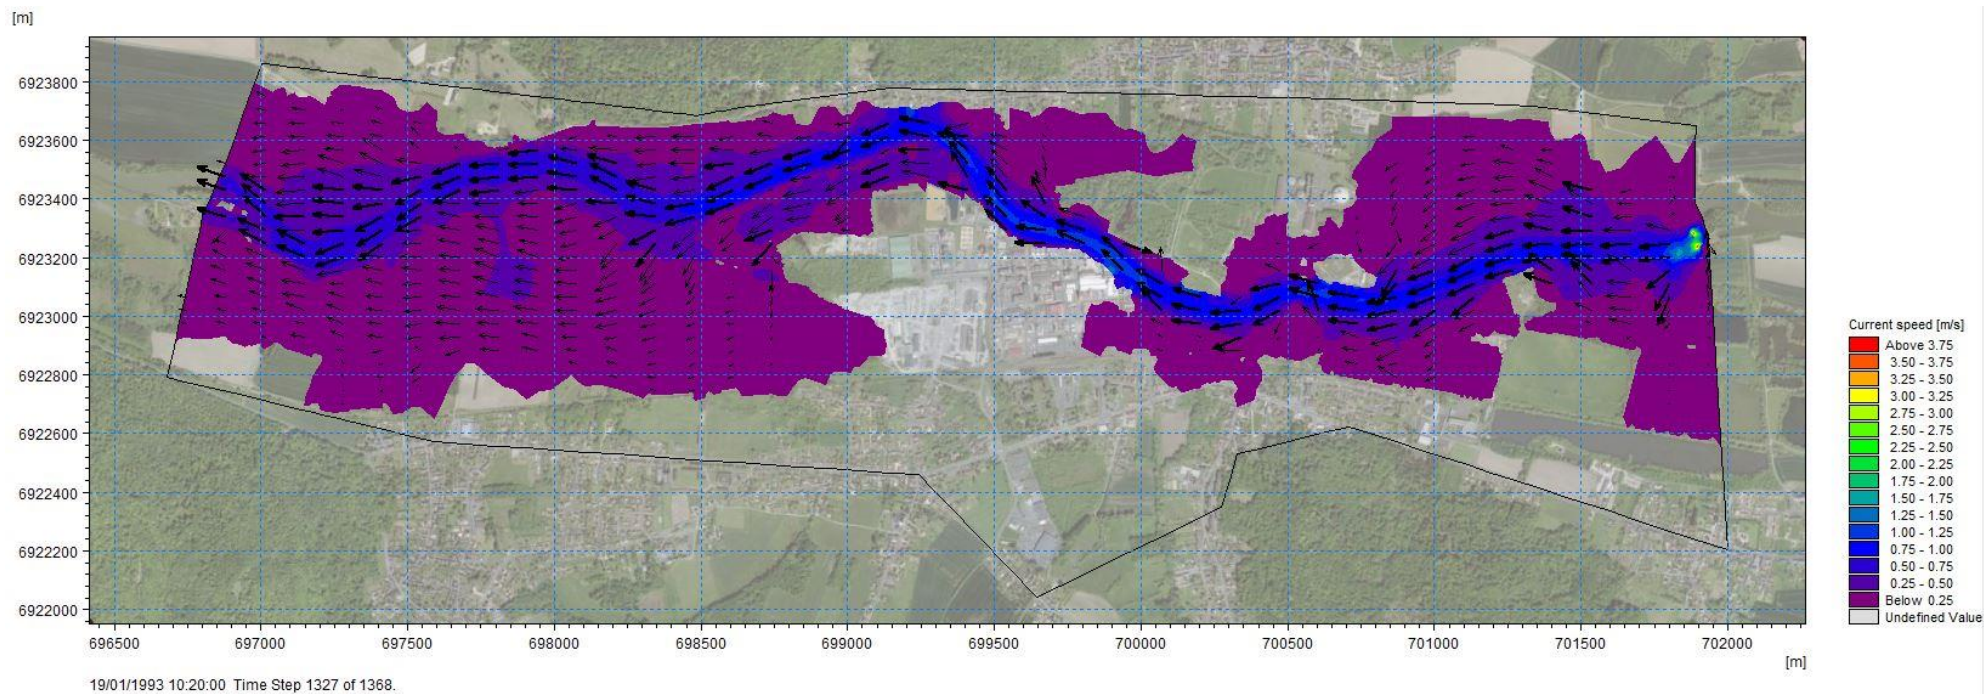 [m]
6923800
6923600
6923400
6923200
6923000
6922800
6922600
6922400
6922200
6922000
696500 697000 697500 698000 698500 699000 699500 700000 700500 701000 701500 702000
[m]
19/01/1993 10:20:00 Time Step 1327 of 1368.
Current speed [m/s]
Above 3.75
3.50 - 3.75
3.25 - 3.50
3.00 - 3.25
2.75 - 3.00
2.50 - 2.75
2.25 - 2.50
2.00 - 2.25
1.75 - 2.00
1.50 - 1.75
1.25 - 1.50
1.00 - 1.25
0.75 - 1.00
0.50 - 0.75
0.25 - 0.50
Below 0.25
Undefined Value